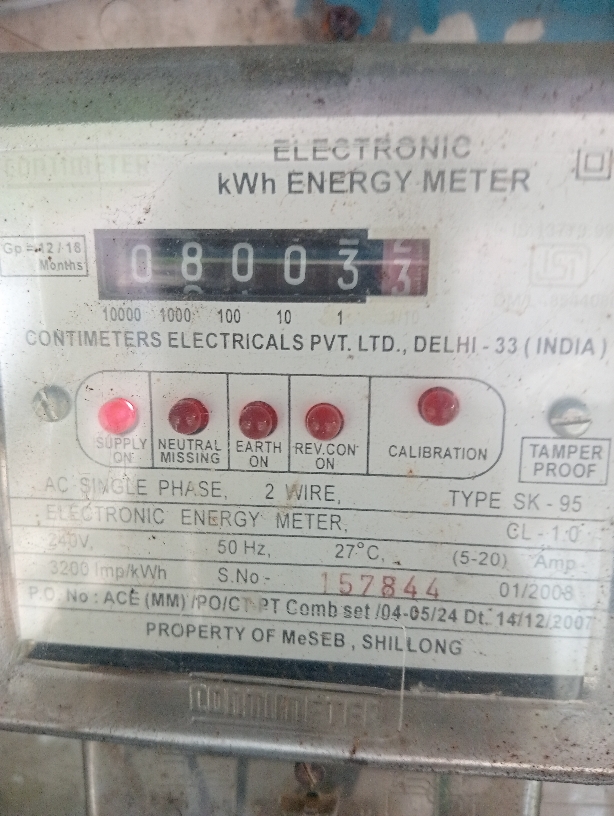 CONTIMETER
ELECTRONIC
kWh ENERGY METER
Gp = 12 / 18
Months
0 8 0 0 3 3
10000 1000 100 10 1 1/10
CONTIMETERS ELECTRICALS PVT. LTD., DELHI - 33 ( INDIA )
SUPPLY ON
NEUTRAL MISSING
EARTH ON
REV.CON ON
CALIBRATION
TAMPER PROOF
AC SINGLE PHASE, 2 WIRE, TYPE SK - 95
ELECTRONIC ENERGY METER, CL - 1.0
240V, 50 Hz, 27°C, (5-20) Amp
3200 Imp/kWh S.No - 157844 01/2008
P.O. No : ACE (MM) /PO/CT PT Comb set /04-05/24 Dt. 14/12/2007
PROPERTY OF MeSEB , SHILLONG
CONTIMETER